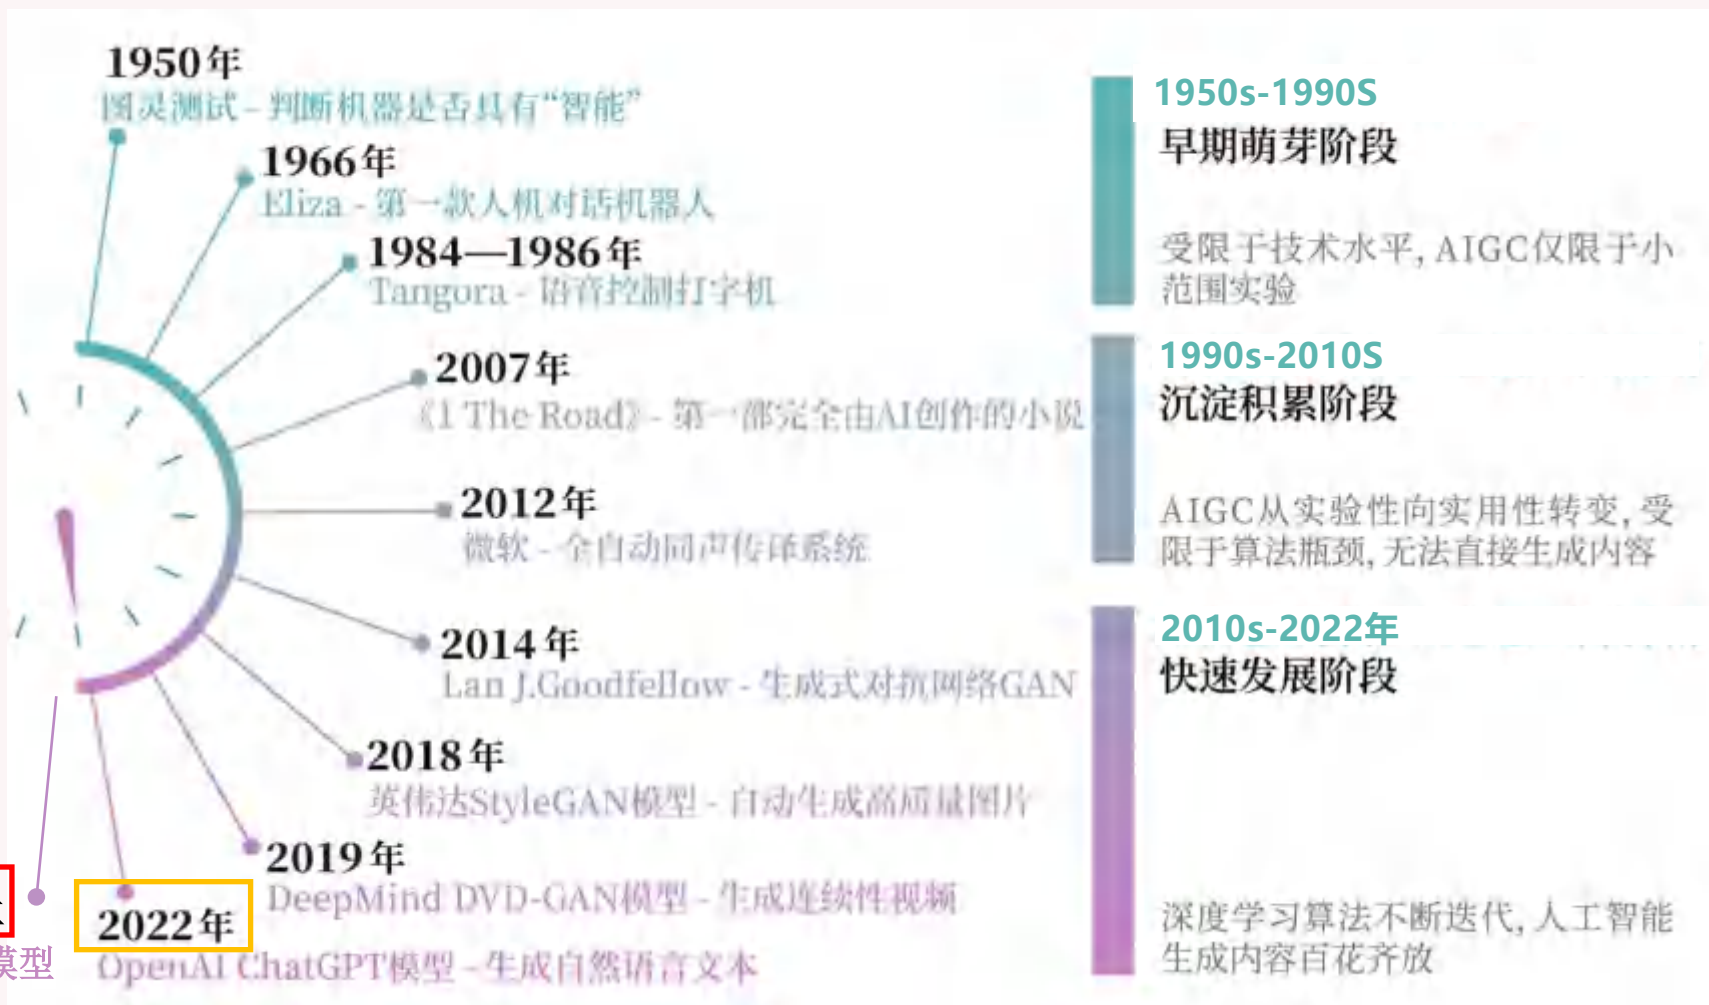 1950年
图灵测试 - 判断机器是否具有“智能”
1966年
Eliza - 第一款人机对话机器人
1984—1986年
Tangora - 语音控制打字机
2007年
《1 The Road》- 第一部完全由AI创作的小说
2012年
微软 - 全自动同声传译系统
2014年
Lan J.Goodfellow - 生成式对抗网络GAN
2018年
英伟达StyleGAN模型 - 自动生成高质量图片
2019年
DeepMind DVD-GAN模型 - 生成连续性视频
2022年
OpenAI ChatGPT模型 - 生成自然语言文本
模型
1950s-1990S
早期萌芽阶段
受限于技术水平, AIGC仅限于小
范围实验
1990s-2010S
沉淀积累阶段
AIGC从实验性向实用性转变, 受
限于算法瓶颈, 无法直接生成内容
2010s-2022年
快速发展阶段
深度学习算法不断迭代, 人工智能
生成内容百花齐放